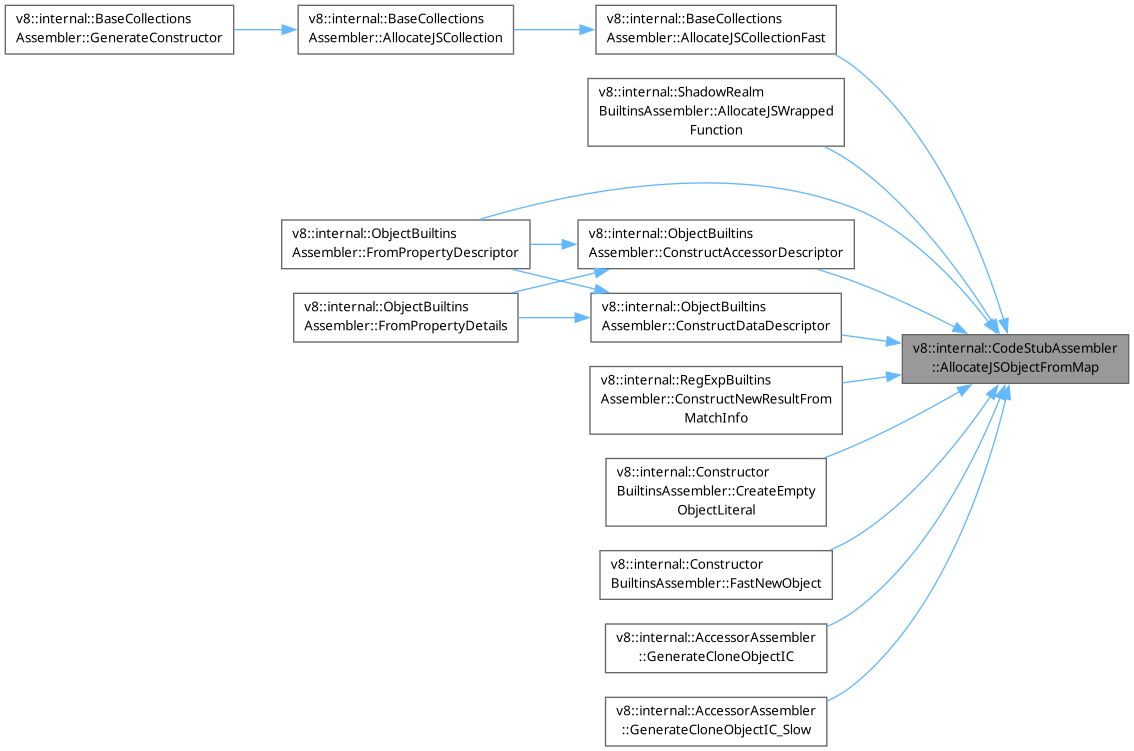 v8::internal::BaseCollections
Assembler::GenerateConstructor
v8::internal::BaseCollections
Assembler::AllocateJSCollection
v8::internal::BaseCollections
Assembler::AllocateJSCollectionFast
v8::internal::ShadowRealm
BuiltinsAssembler::AllocateJSWrapped
Function
v8::internal::ObjectBuiltins
Assembler::FromPropertyDescriptor
v8::internal::ObjectBuiltins
Assembler::ConstructAccessorDescriptor
v8::internal::ObjectBuiltins
Assembler::FromPropertyDetails
v8::internal::ObjectBuiltins
Assembler::ConstructDataDescriptor
v8::internal::CodeStubAssembler
::AllocateJSObjectFromMap
v8::internal::RegExpBuiltins
Assembler::ConstructNewResultFrom
MatchInfo
v8::internal::Constructor
BuiltinsAssembler::CreateEmpty
ObjectLiteral
v8::internal::Constructor
BuiltinsAssembler::FastNewObject
v8::internal::AccessorAssembler
::GenerateCloneObjectIC
v8::internal::AccessorAssembler
::GenerateCloneObjectIC_Slow